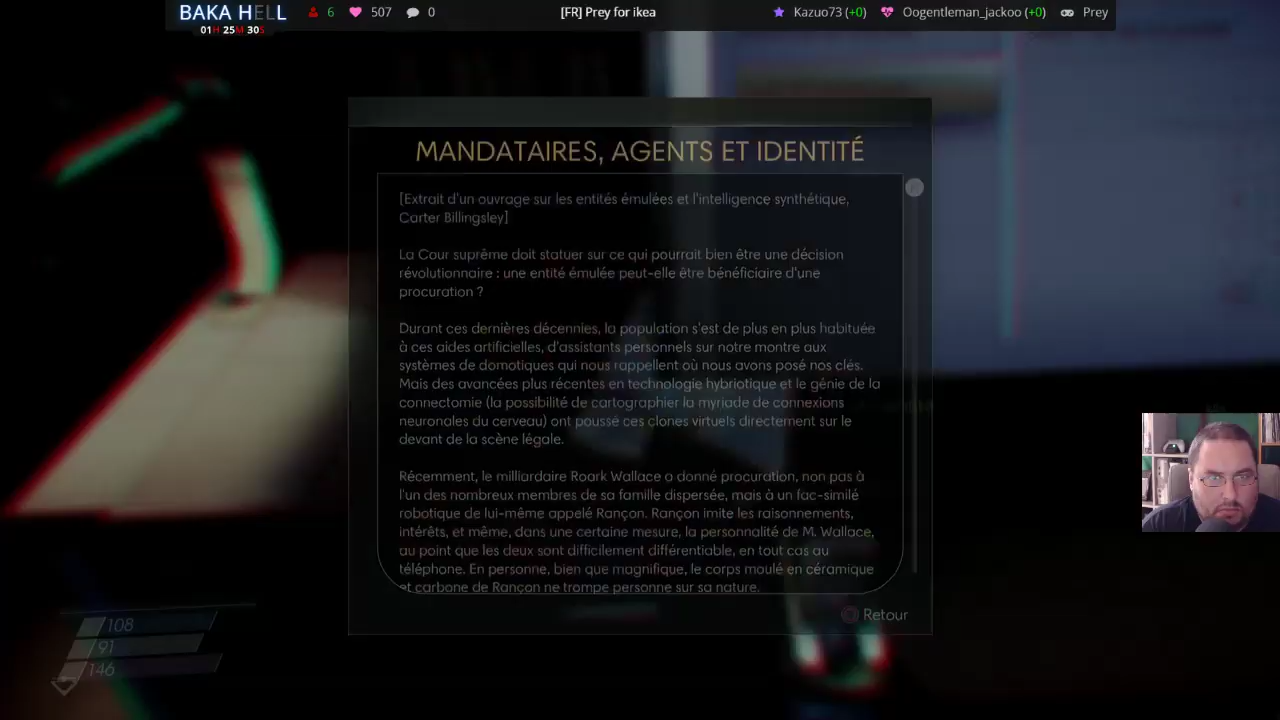 BAKA HELL
01H 25M 30S
6 507 0
[FR] Prey for ikea
Kazuo73 (+0) Oogentleman_jackoo (+0) Prey
MANDATAIRES, AGENTS ET IDENTITÉ
[Extrait d'un ouvrage sur les entités émulées et l'intelligence synthétique,
Carter Billingsley]
La Cour suprême doit statuer sur ce qui pourrait bien être une décision
révolutionnaire : une entité émulée peut-elle être bénéficiaire d'une
procuration ?
Durant ces dernières décennies, la population s'est de plus en plus habituée
à ces aides artificielles, d'assistants personnels sur notre montre aux
systèmes de domotiques qui nous rappellent où nous avons posé nos clés.
Mais des avancées plus récentes en technologie hybriotique et le génie de la
connectomie (la possibilité de cartographier la myriade de connexions
neuronales du cerveau) ont poussé ces clones virtuels directement sur le
devant de la scène légale.
Récemment, le milliardaire Roark Wallace a donné procuration, non pas à
l'un des nombreux membres de sa famille dispersée, mais à un fac-similé
robotique de lui-même appelé Rançon. Rançon imite les raisonnements,
intérêts, et même, dans une certaine mesure, la personnalité de M. Wallace,
au point que les deux sont difficilement différentiable, en tout cas au
téléphone. En personne, bien que magnifique, le corps moulé en céramique
et carbone de Rançon ne trompe personne sur sa nature.
Retour
108
91
146